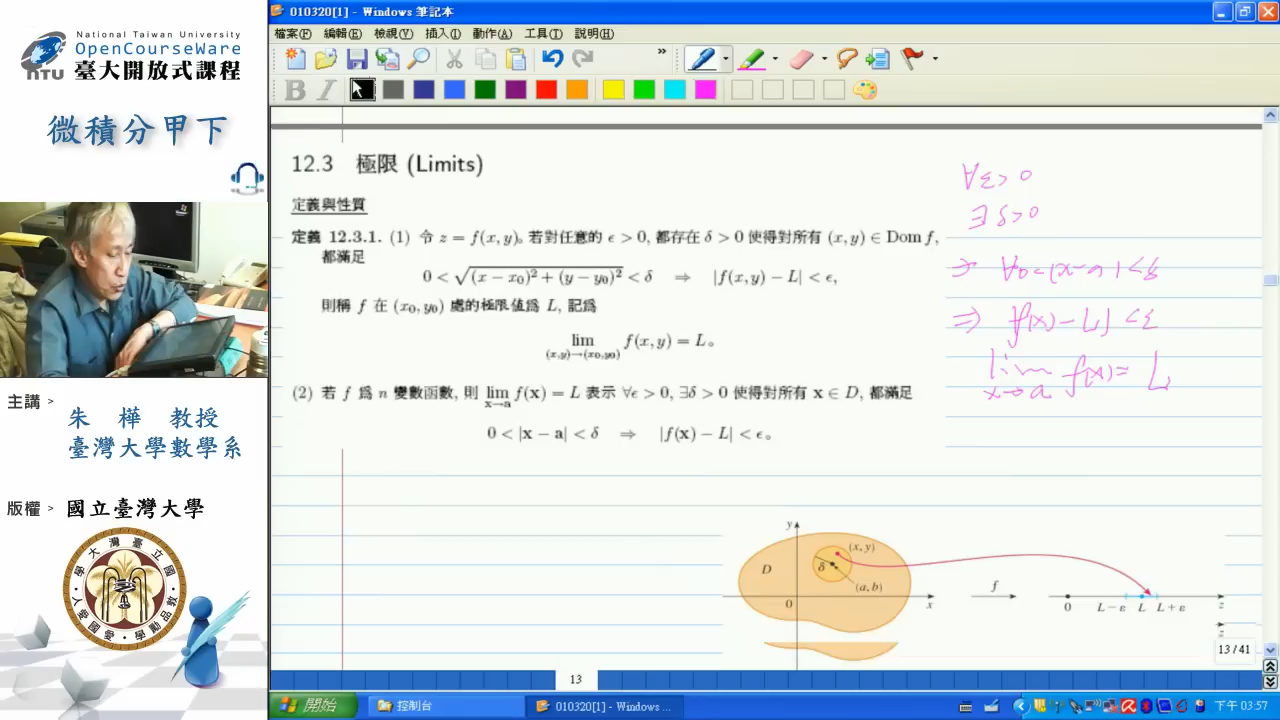 National Taiwan University
OpenCourseWare
臺大開放式課程
NTU
微積分甲下
主講 >
朱 樺 教授
臺灣大學數學系
版權 >
國立臺灣大學
010320[1] - Windows 筆記本
檔案(F) 編輯(E) 檢視(V) 插入(I) 動作(A) 工具(T) 說明(H)
12.3 極限 (Limits)
定義與性質
定義 12.3.1. (1) 令 z = f(x, y)。若對任意的 ϵ > 0, 都存在 δ > 0 使得對所有 (x, y) ∈ Dom f,
都滿足
0 < √(x − x₀)² + (y − y₀)² < δ ⇒ |f(x, y) − L| < ϵ,
則稱 f 在 (x₀, y₀) 處的極限值爲 L, 記爲
lim f(x, y) = L。
(x,y)→(x₀,y₀)
(2) 若 f 爲 n 變數函數, 則 lim f(x) = L 表示 ∀ϵ > 0, ∃δ > 0 使得對所有 x ∈ D, 都滿足
x→a
0 < |x − a| < δ ⇒ |f(x) − L| < ϵ。
∀ε > 0
∃ δ > 0
⇒ f(x) − L| < ε
lim f(x) = L
x→a
y
D
δ
(x, y)
(a, b)
0
x
f
0
L − ε L L + ε
z
z
13 / 41
13
開始
控制台
010320[1] - Windows ...
下午 03:57